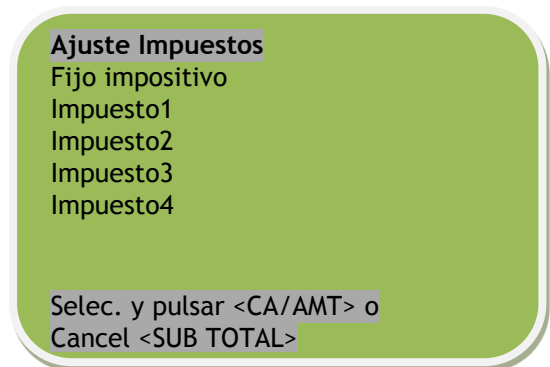 Ajuste Impuestos
Fijo impositivo
Impuesto1
Impuesto2
Impuesto3
Impuesto4
Selec. y pulsar <CA/AMT> o
Cancel <SUB TOTAL>